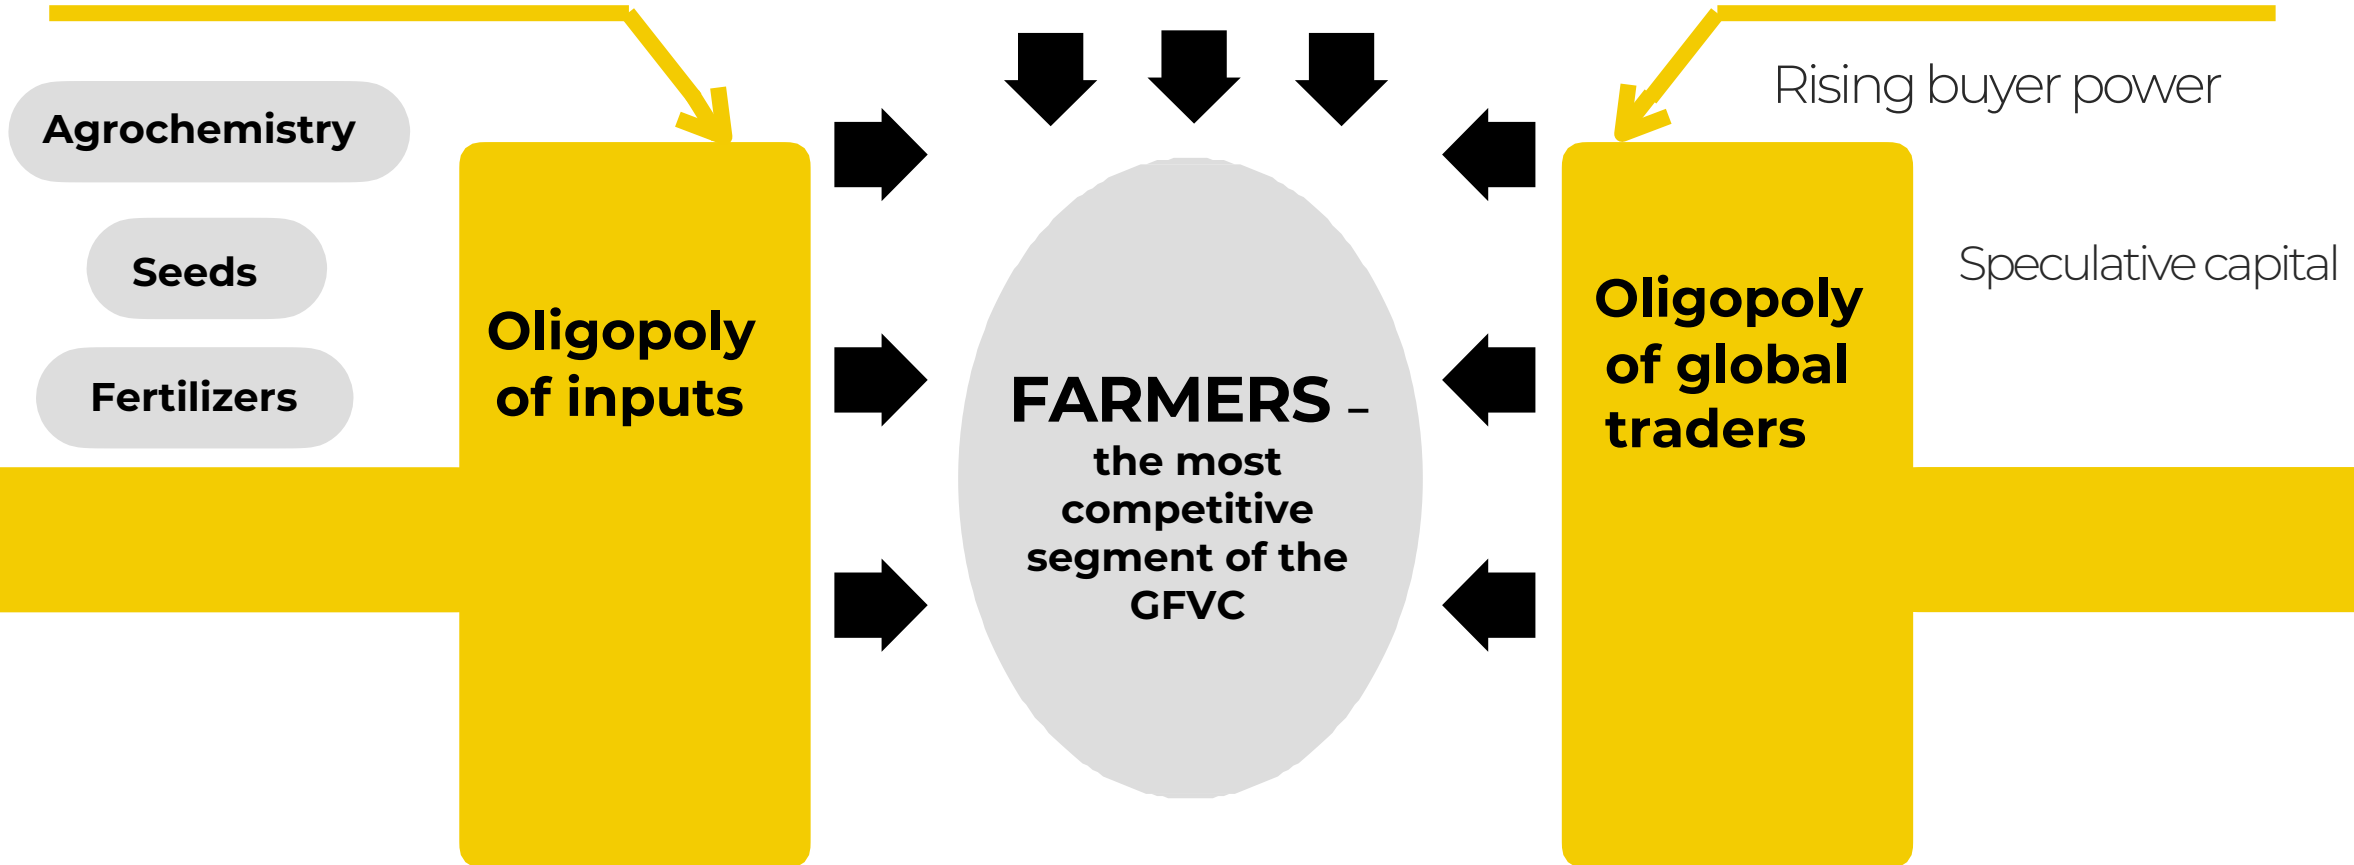 Agrochemistry
Seeds
Fertilizers
Oligopoly
of inputs
FARMERS –
the most
competitive
segment of the
GFVC
Oligopoly
of global
traders
Rising buyer power
Speculative capital